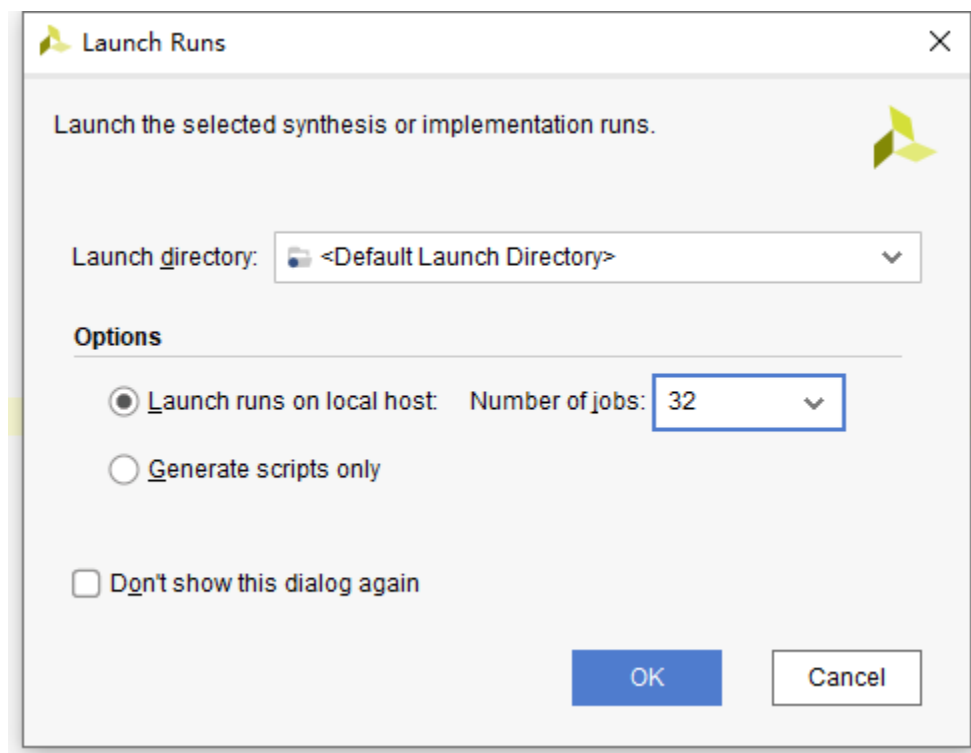 Launch Runs
Launch the selected synthesis or implementation runs.
Launch directory: <Default Launch Directory>
Options
Launch runs on local host: Number of jobs: 32
Generate scripts only
Don't show this dialog again
OK Cancel